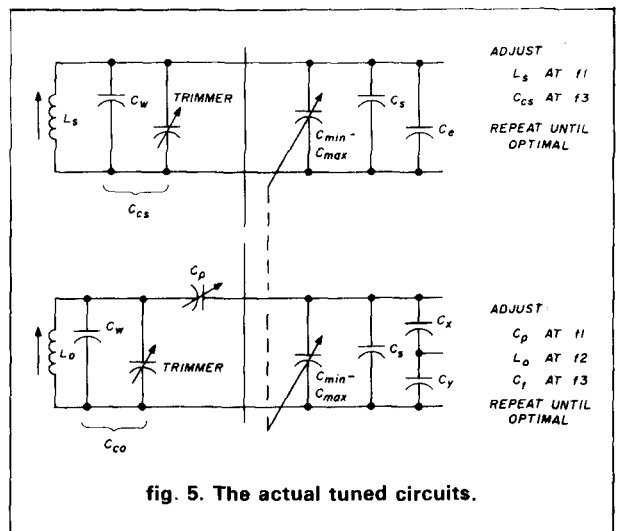 ADJUST
Ls AT f1
Ccs AT f3
REPEAT UNTIL
OPTIMAL
Ls
Cw
TRIMMER
Cmin-
Cmax
Cs
Ce
Ccs
Cp
ADJUST:
Cp AT f1
Lo AT f2
Ct AT f3
REPEAT UNTIL
OPTIMAL
Lo
Cw
TRIMMER
Cmin-
Cmax
Cs
Cx
Cy
Cco
fig. 5. The actual tuned circuits.